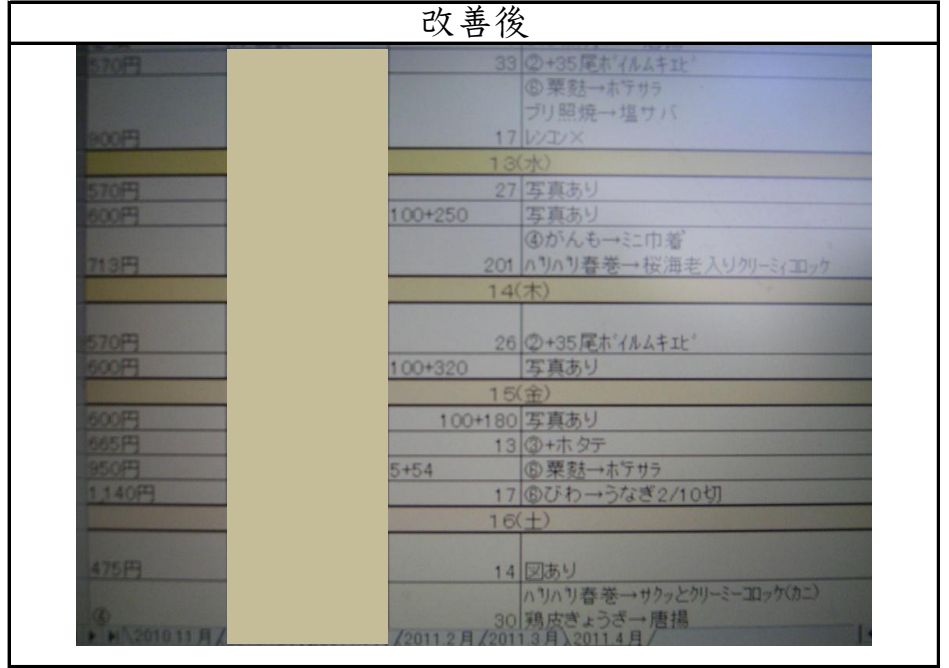 改善後
570円 33 ②+35尾ボイルムキエビ
⑥粟麩→ポテサラ
ブリ照焼→塩サバ
900円 17 レンコン×
13(水)
570円 27 写真あり
600円 100+250 写真あり
④がんも→ミニ巾着
713円 201 パリパリ春巻→桜海老入りクリーミィコロッケ
14(木)
570円 26 ②+35尾ボイルムキエビ
600円 100+320 写真あり
15(金)
600円 100+180 写真あり
665円 13 ③+ホタテ
950円 5+54 ⑥粟麩→ポテサラ
1,140円 17 ⑥びわ→うなぎ2/10切
16(土)
475円 14 図あり
パリパリ春巻→サクッとクリーミーコロッケ(カニ)
④ 30 鶏皮ぎょうざ→唐揚
2010.11月 2011.2月 2011.3月 2011.4月